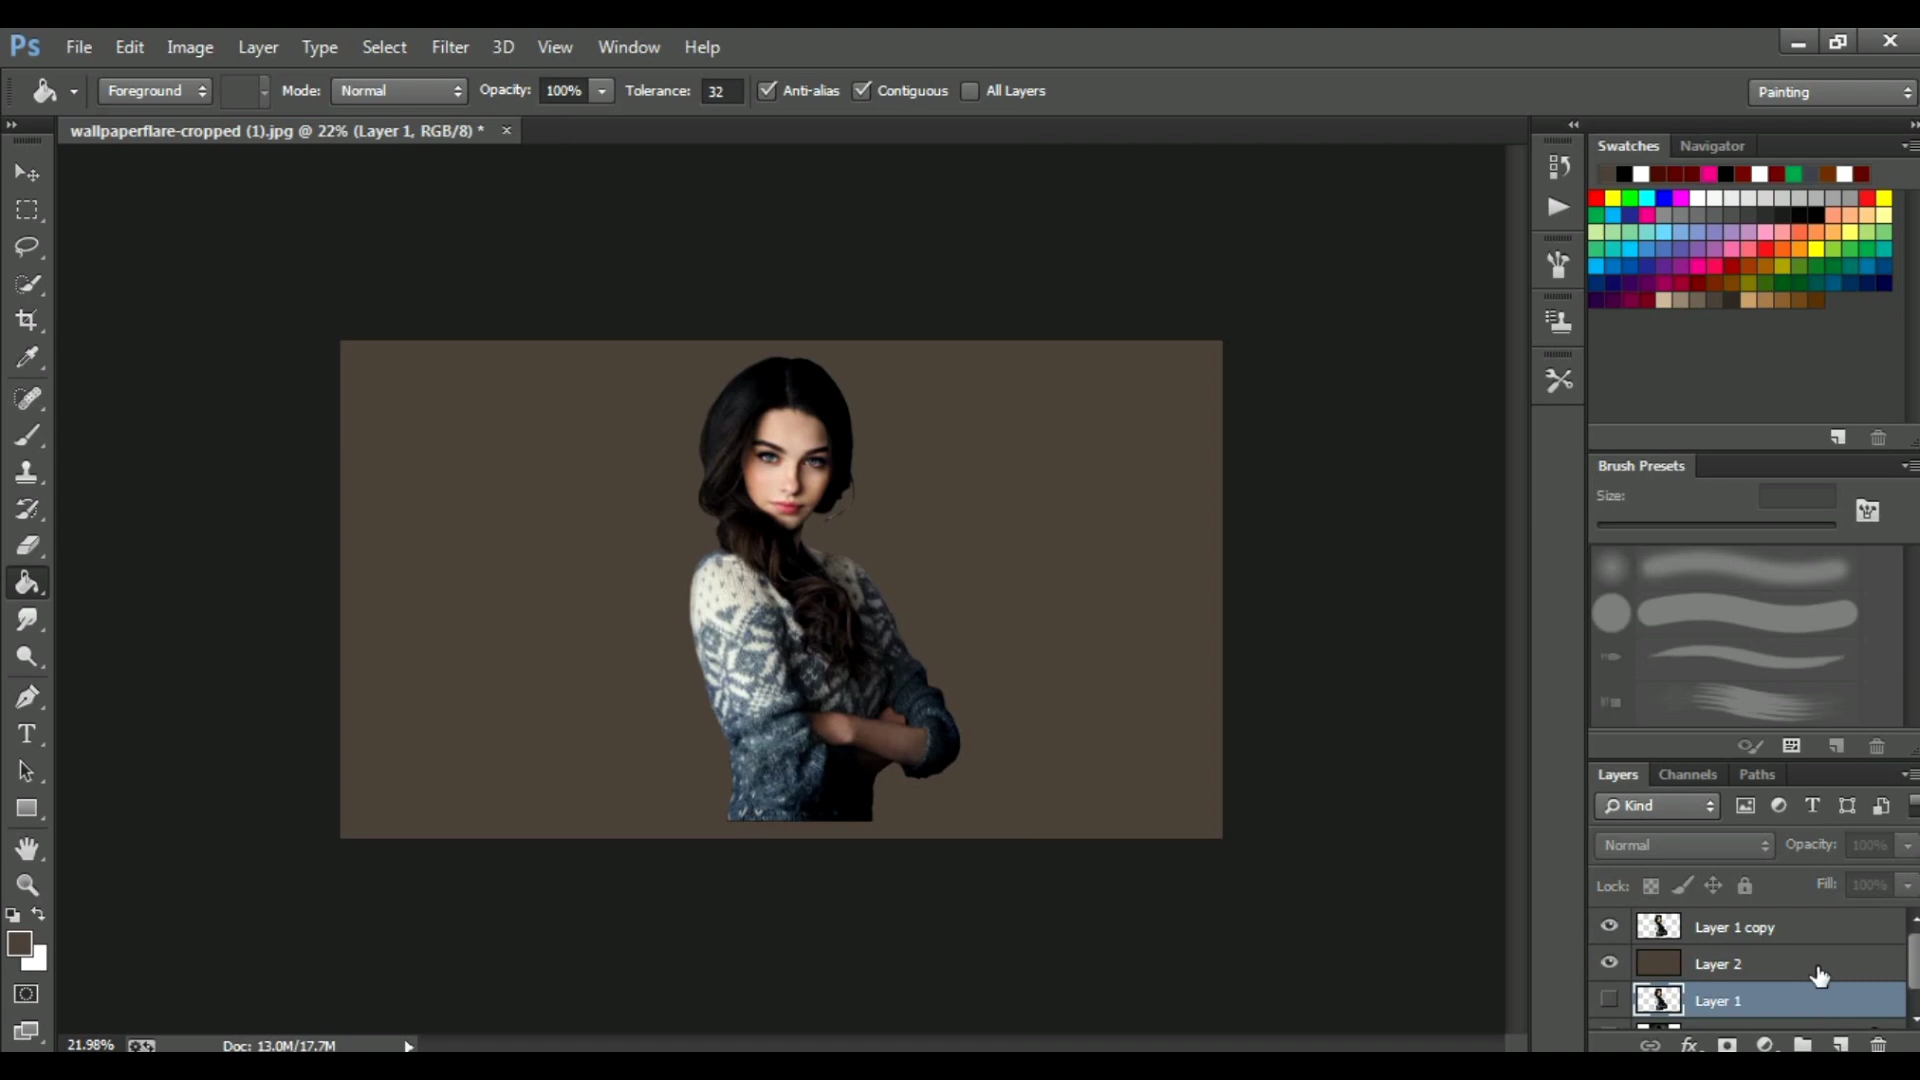 Ps File Edit Image Layer Type Select Filter 3D View Window Help
Foreground Mode: Normal Opacity: 100% Tolerance: 32 Anti-alias Contiguous All Layers Painting
wallpaperflare-cropped (1).jpg @ 22% (Layer 1, RGB/8) * ×
Swatches Navigator
Brush Presets
Size:
Layers Channels Paths
Kind
Normal Opacity: 100%
Lock: Fill: 100%
Layer 1 copy
Layer 2
Layer 1
21.98% Doc: 13.0M/17.7M
fx